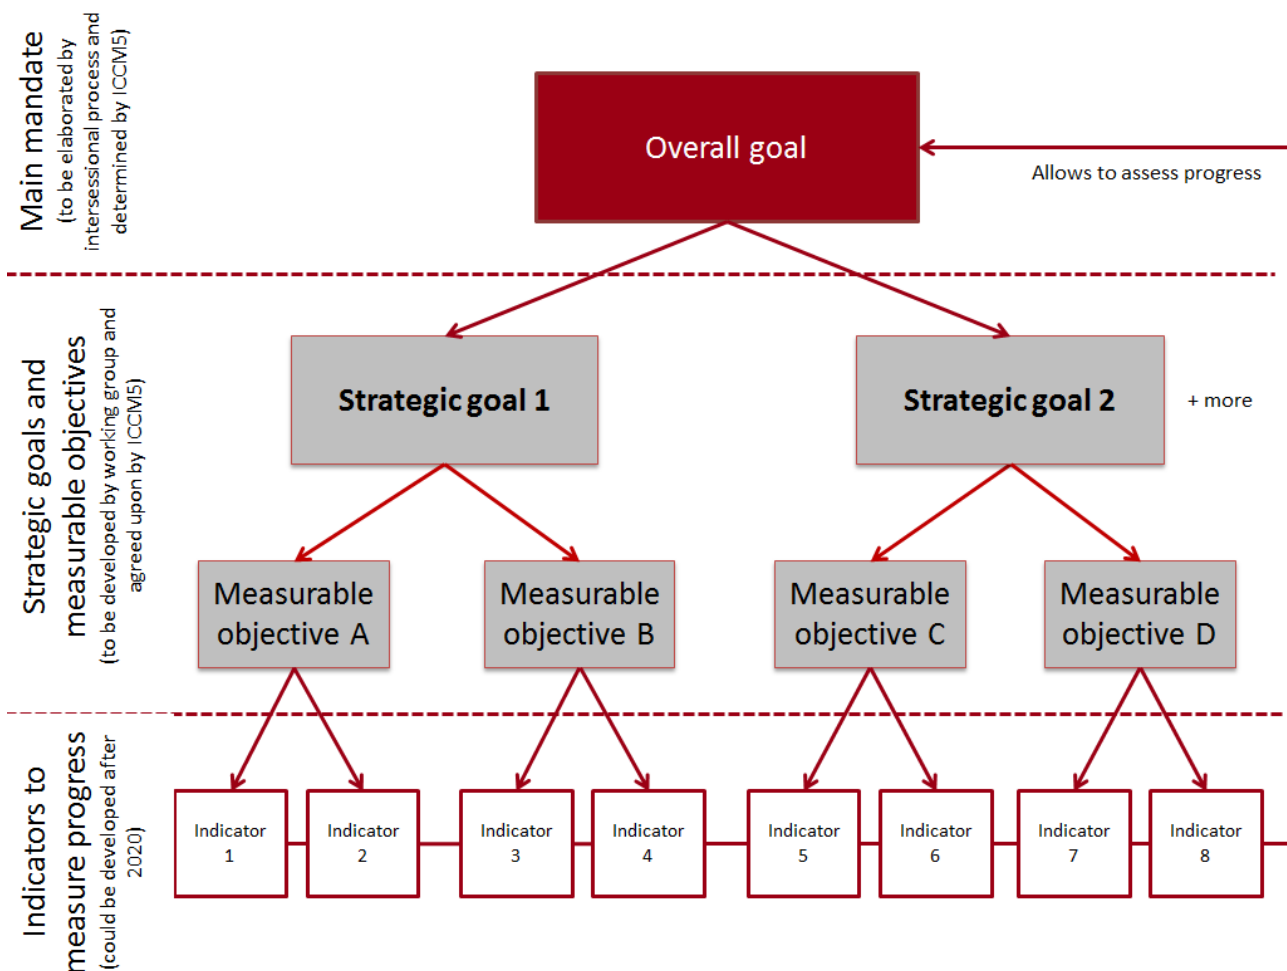 Main mandate
(to be elaborated by
intersessional process and
determined by ICCM5)
Overall goal
Allows to assess progress
Strategic goals and
measurable objectives
(to be developed by working group and
agreed upon by ICCM5)
Strategic goal 1
Strategic goal 2
+ more
Measurable
objective A
Measurable
objective B
Measurable
objective C
Measurable
objective D
Indicators to
measure progress
(could be developed after
2020)
Indicator
1
Indicator
2
Indicator
3
Indicator
4
Indicator
5
Indicator
6
Indicator
7
Indicator
8